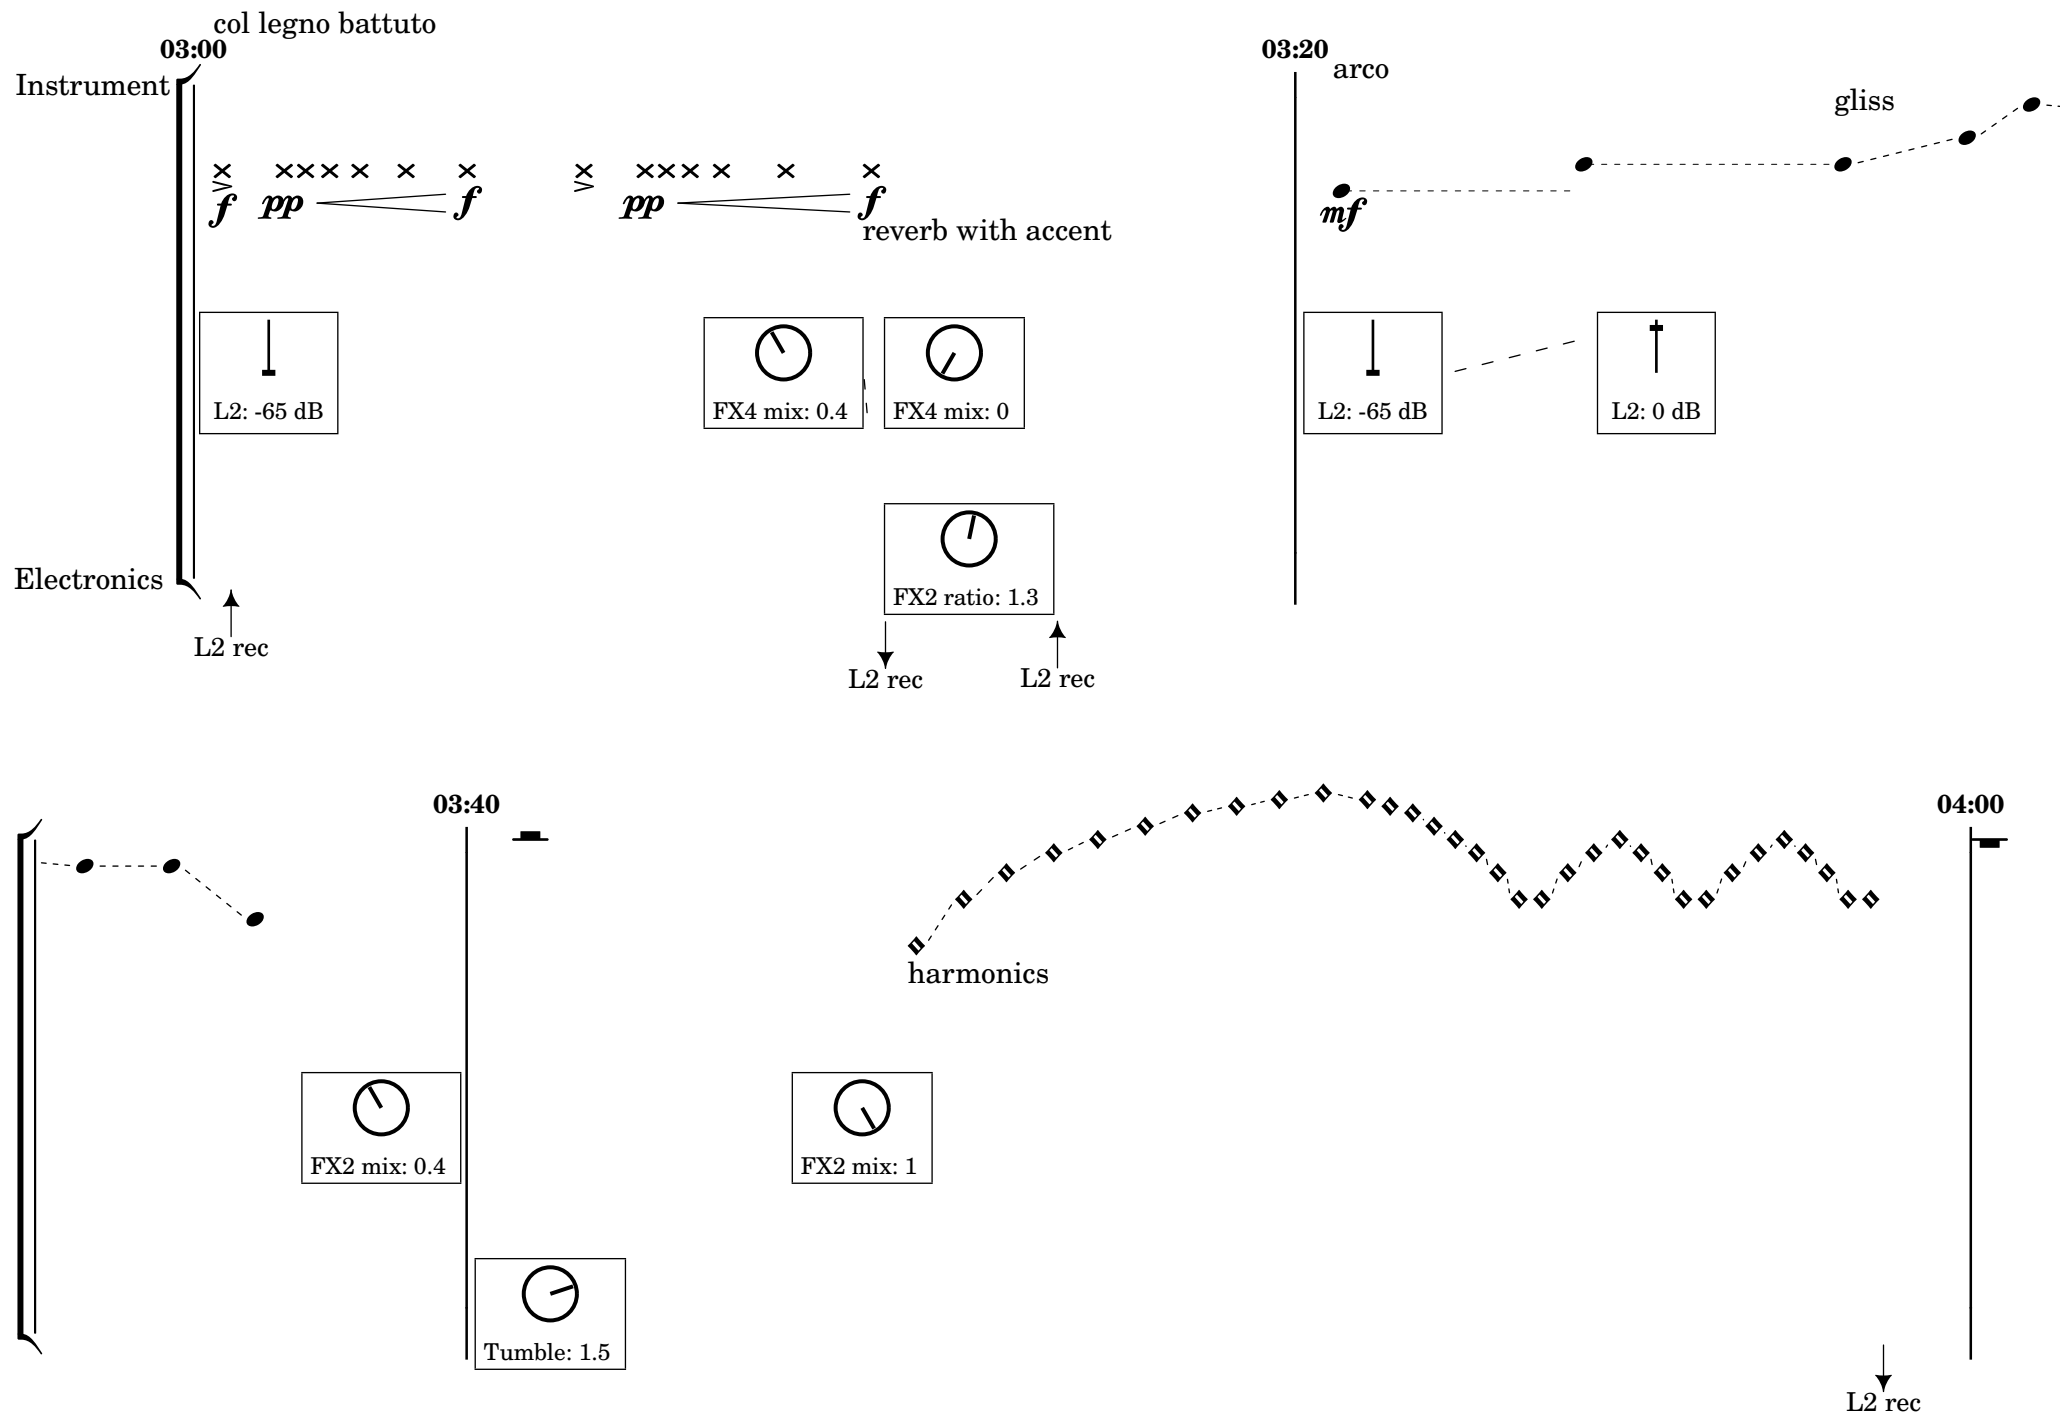 col legno battuto
03:00
03:20
arco
Instrument
gliss
f pp f pp f
mf
reverb with accent
L2: -65 dB
FX4 mix: 0.4
FX4 mix: 0
L2: -65 dB
L2: 0 dB
Electronics
FX2 ratio: 1.3
L2 rec
L2 rec
L2 rec
03:40
04:00
harmonics
FX2 mix: 0.4
FX2 mix: 1
Tumble: 1.5
L2 rec